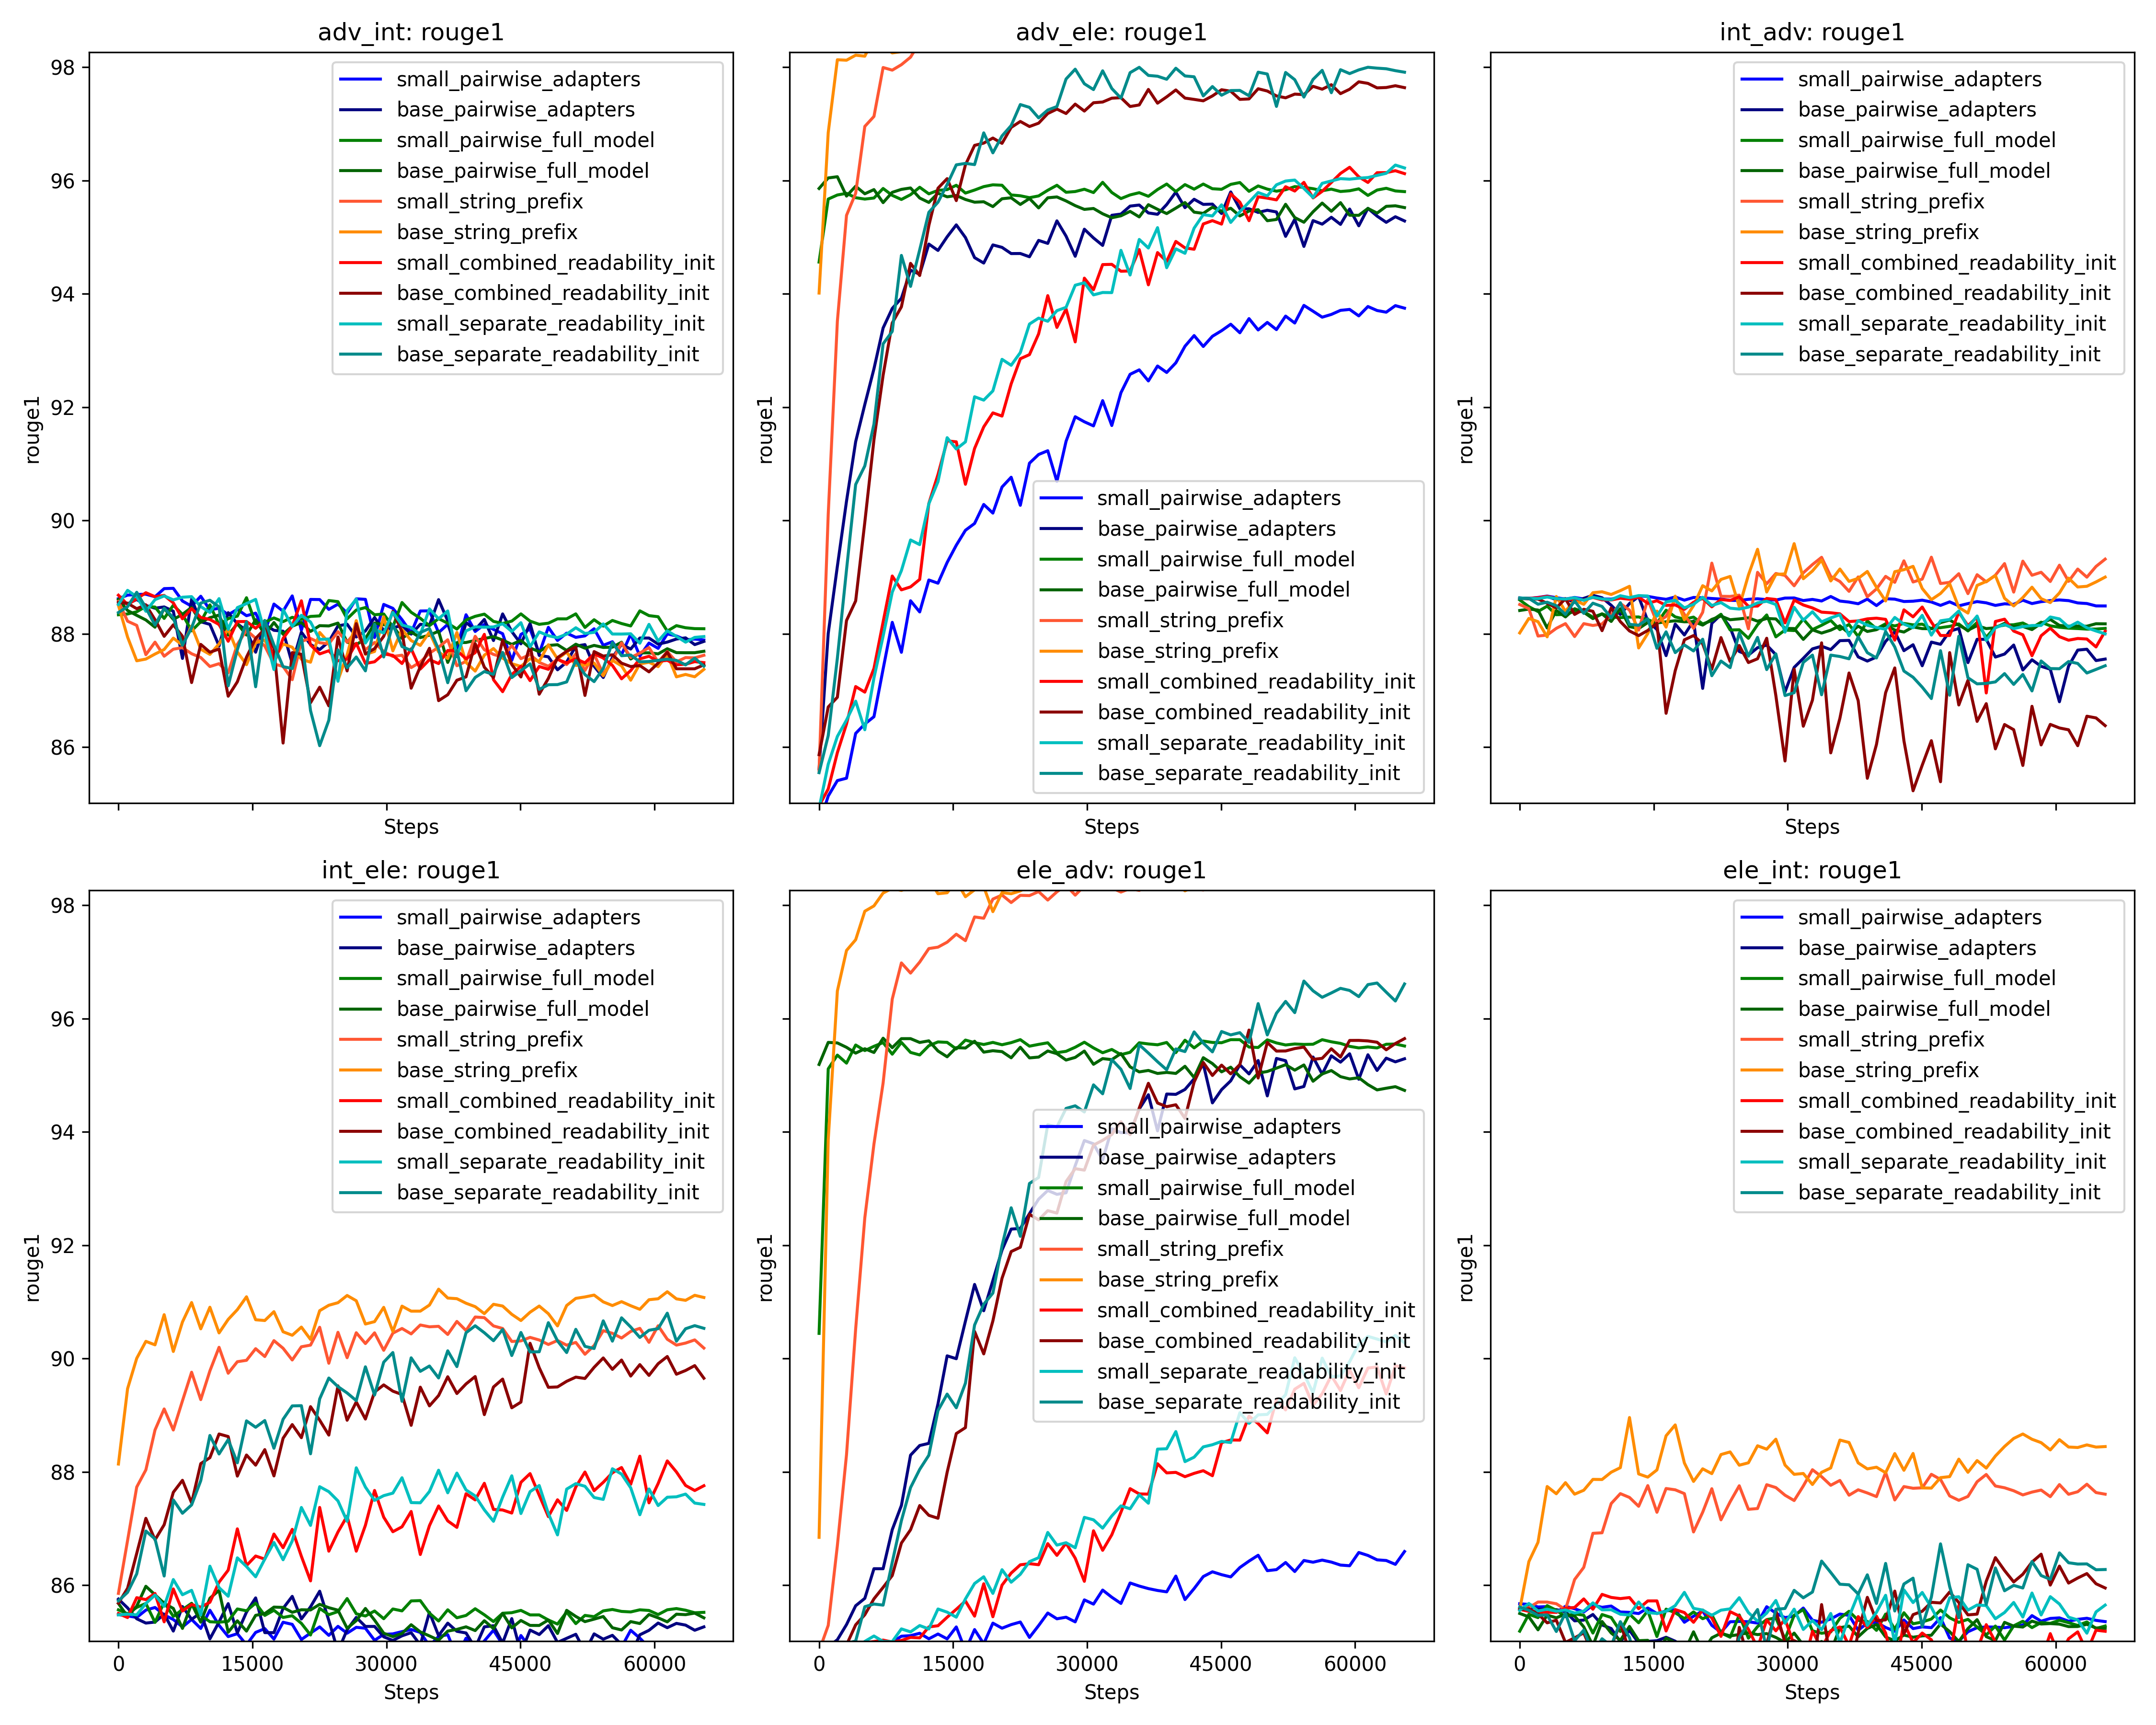 adv_int: rouge1
rouge1
98
96
94
92
90
88
86
small_pairwise_adapters
base_pairwise_adapters
small_pairwise_full_model
base_pairwise_full_model
small_string_prefix
base_string_prefix
small_combined_readability_init
base_combined_readability_init
small_separate_readability_init
base_separate_readability_init
Steps
adv_ele: rouge1
rouge1
small_pairwise_adapters
base_pairwise_adapters
small_pairwise_full_model
base_pairwise_full_model
small_string_prefix
base_string_prefix
small_combined_readability_init
base_combined_readability_init
small_separate_readability_init
base_separate_readability_init
Steps
int_adv: rouge1
rouge1
small_pairwise_adapters
base_pairwise_adapters
small_pairwise_full_model
base_pairwise_full_model
small_string_prefix
base_string_prefix
small_combined_readability_init
base_combined_readability_init
small_separate_readability_init
base_separate_readability_init
Steps
int_ele: rouge1
rouge1
98
96
94
92
90
88
86
small_pairwise_adapters
base_pairwise_adapters
small_pairwise_full_model
base_pairwise_full_model
small_string_prefix
base_string_prefix
small_combined_readability_init
base_combined_readability_init
small_separate_readability_init
base_separate_readability_init
0 15000 30000 45000 60000
Steps
ele_adv: rouge1
rouge1
small_pairwise_adapters
base_pairwise_adapters
small_pairwise_full_model
base_pairwise_full_model
small_string_prefix
base_string_prefix
small_combined_readability_init
base_combined_readability_init
small_separate_readability_init
base_separate_readability_init
0 15000 30000 45000 60000
Steps
ele_int: rouge1
rouge1
small_pairwise_adapters
base_pairwise_adapters
small_pairwise_full_model
base_pairwise_full_model
small_string_prefix
base_string_prefix
small_combined_readability_init
base_combined_readability_init
small_separate_readability_init
base_separate_readability_init
0 15000 30000 45000 60000
Steps